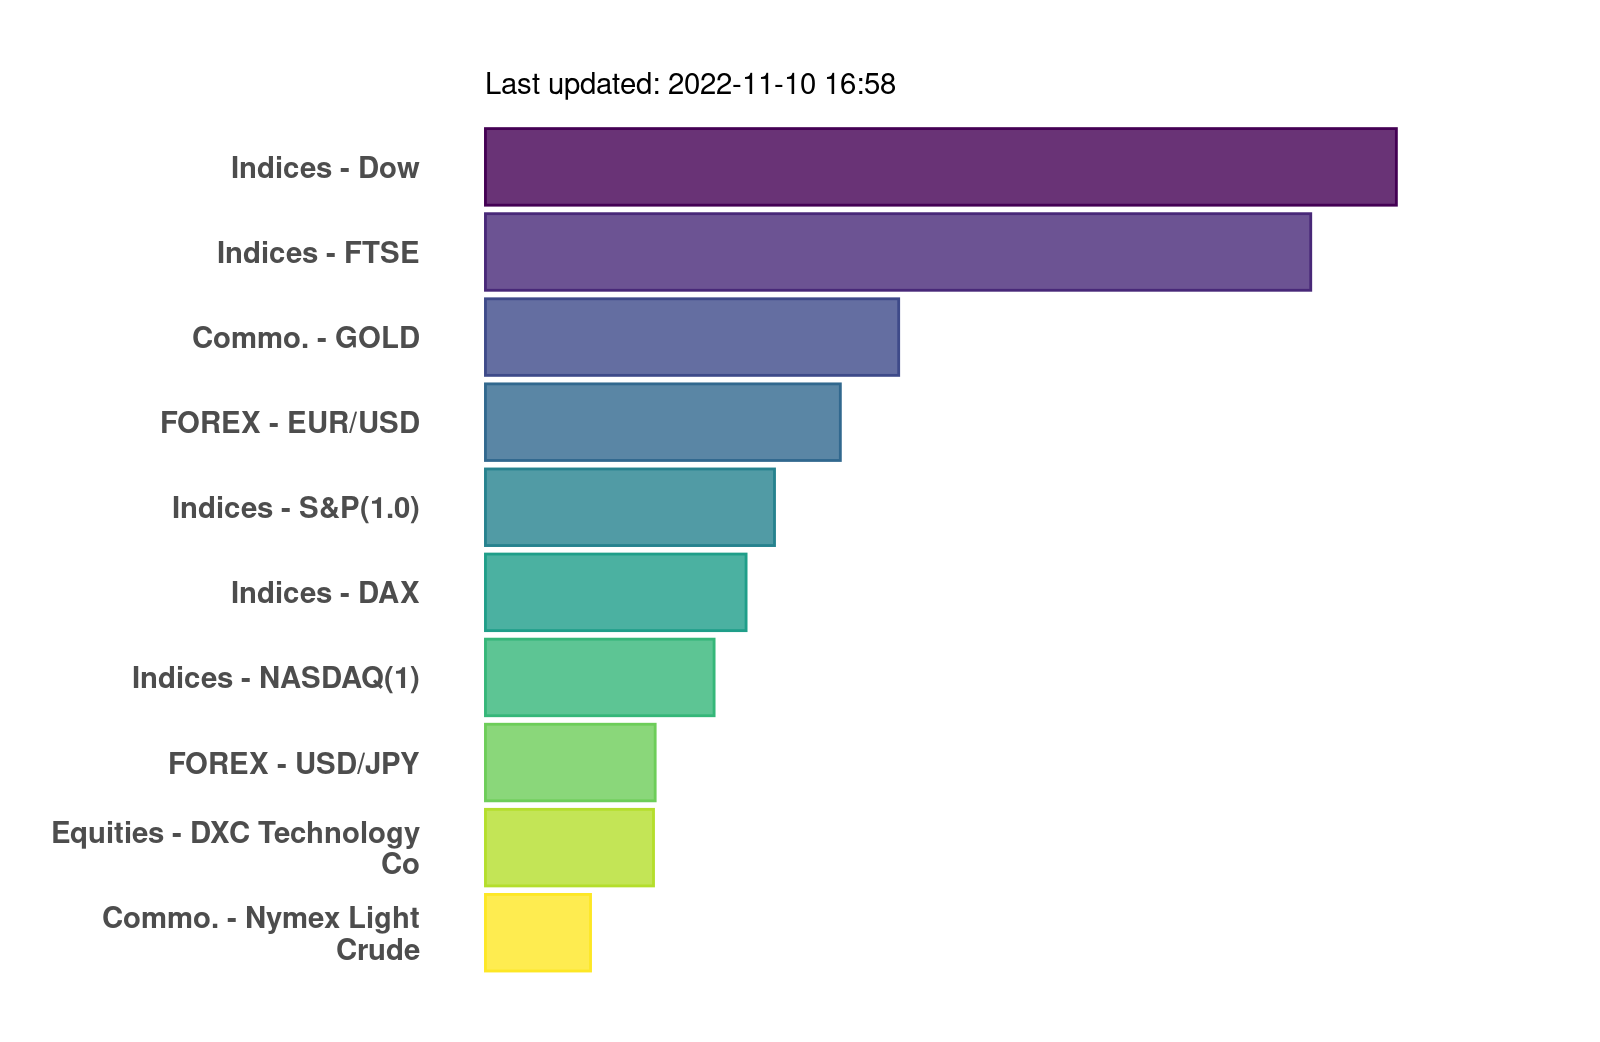 Last updated: 2022-11-10 16:58
Indices - Dow
Indices - FTSE
Commo. - GOLD
FOREX - EUR/USD
Indices - S&P(1.0)
Indices - DAX
Indices - NASDAQ(1)
FOREX - USD/JPY
Equities - DXC Technology
Co
Commo. - Nymex Light
Crude